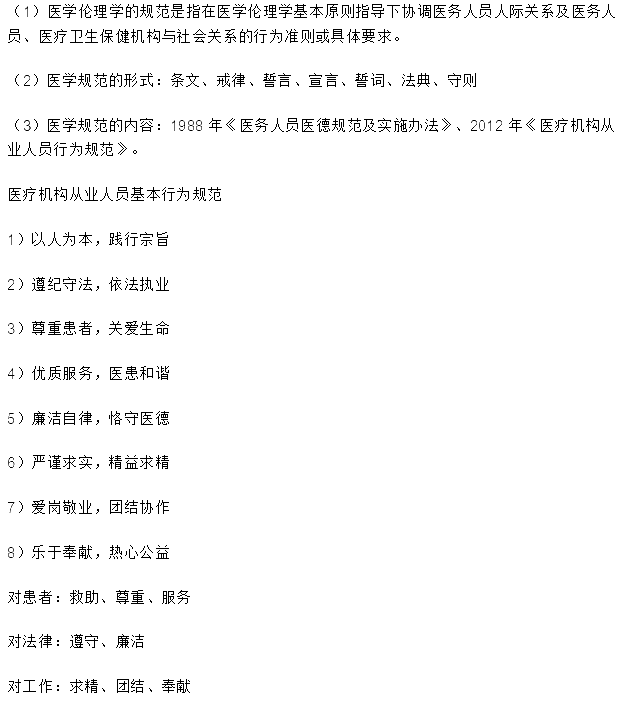 （1）医学伦理学的规范是指在医学伦理学基本原则指导下协调医务人员人际关系及医务人
员、医疗卫生保健机构与社会关系的行为准则或具体要求。
（2）医学规范的形式：条文、戒律、誓言、宣言、誓词、法典、守则
（3）医学规范的内容：1988 年《医务人员医德规范及实施办法》、2012 年《医疗机构从
业人员行为规范》。
医疗机构从业人员基本行为规范
1）以人为本，践行宗旨
2）遵纪守法，依法执业
3）尊重患者，关爱生命
4）优质服务，医患和谐
5）廉洁自律，恪守医德
6）严谨求实，精益求精
7）爱岗敬业，团结协作
8）乐于奉献，热心公益
对患者：救助、尊重、服务
对法律：遵守、廉洁
对工作：求精、团结、奉献